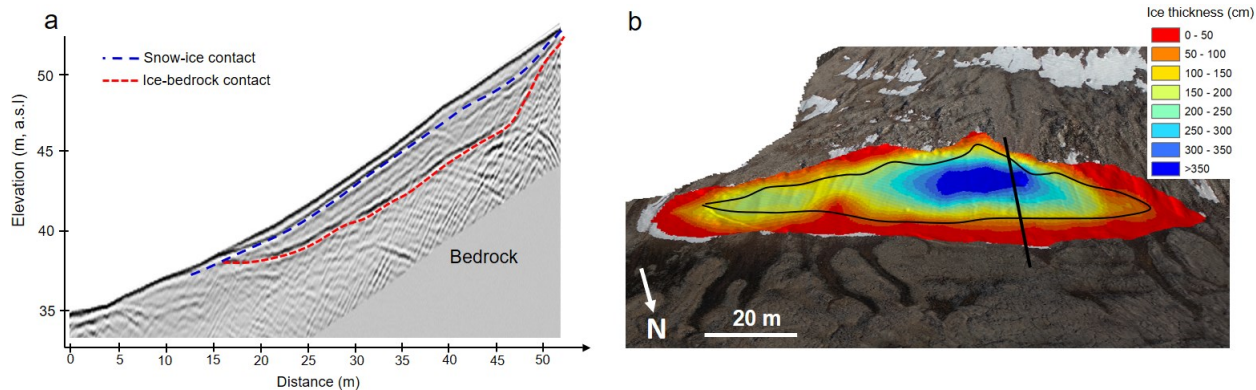 a
Snow-ice contact
Ice-bedrock contact
Elevation (m, a.s.l)
50
45
40
35
Bedrock
0 5 10 15 20 25 30 35 40 45 50
Distance (m)
b
Ice thickness (cm)
0 - 50
50 - 100
100 - 150
150 - 200
200 - 250
250 - 300
300 - 350
>350
N
20 m